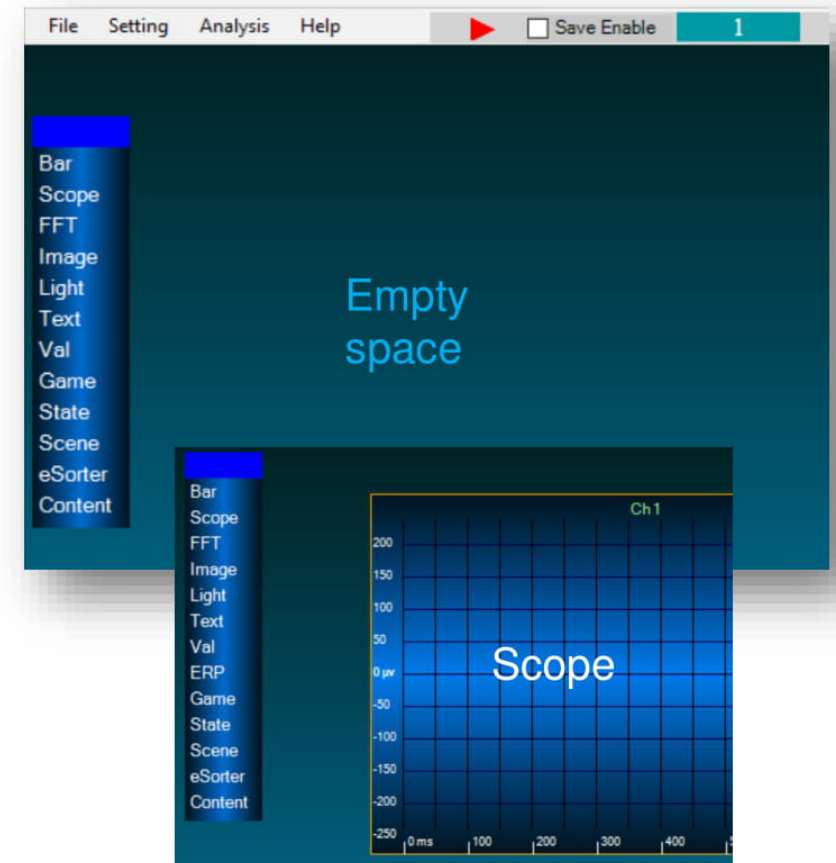 File Setting Analysis Help Save Enable 1
Bar
Scope
FFT
Image
Light
Text
Val
Game
State
Scene
eSorter
Content
Empty
space
Bar
Scope
FFT
Image
Light
Text
Val
ERP
Game
State
Scene
eSorter
Content
Ch1
200
150
100
50
0 µv
-50
-100
-150
-200
-250
0 ms 100 200 300 400
Scope